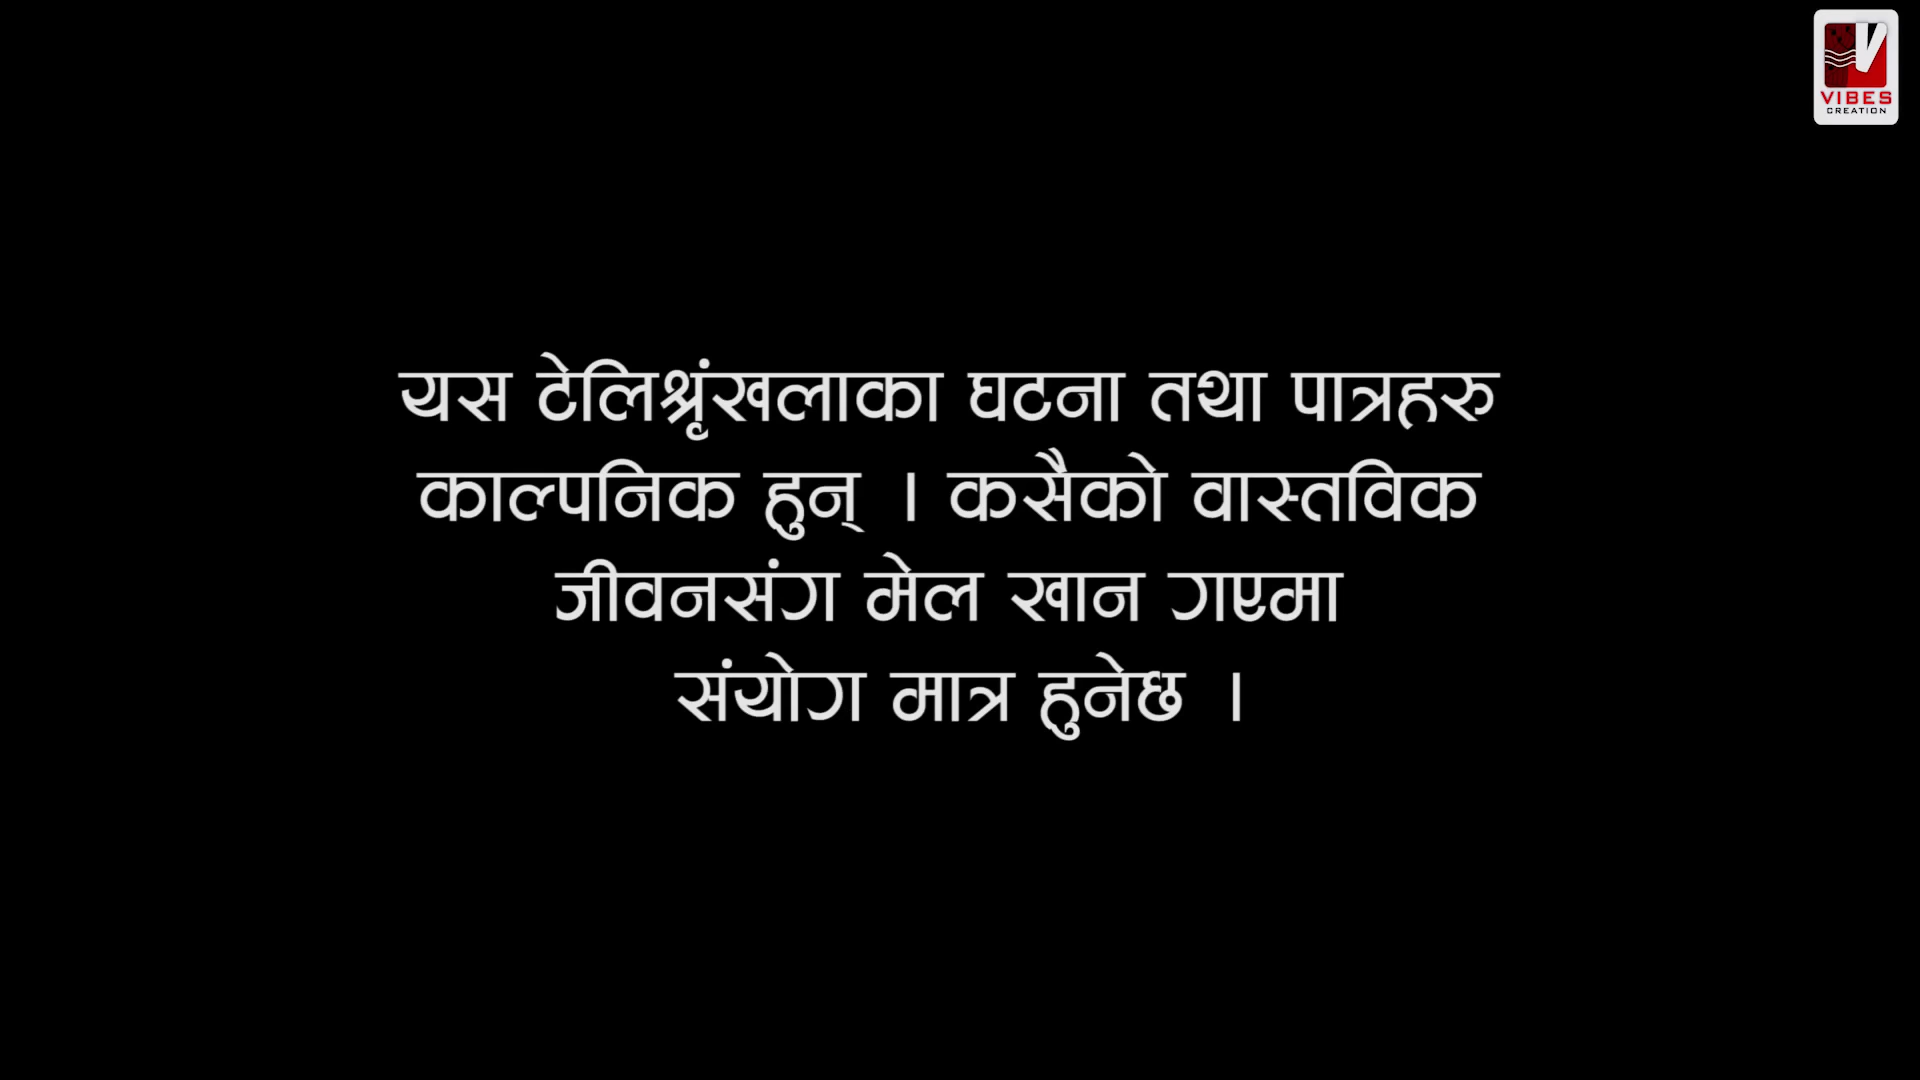 VIBES
CREATION
यस टेलिश्रृंखलाका घटना तथा पात्रहरु
काल्पनिक हुन् । कसैको वास्तविक
जीवनसंग मेल खान गएमा
संयोग मात्र हुनेछ ।